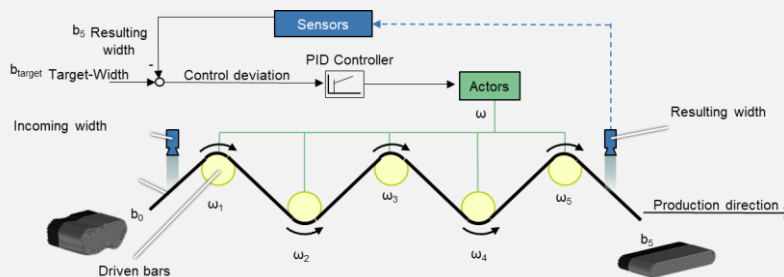 b5 Resulting
width
Sensors
-
PID Controller
btarget Target-Width
Control deviation
Actors
Incoming width
ω
Resulting width
b0
ω1
ω2
ω3
ω4
ω5
b5
Production direction
Driven bars